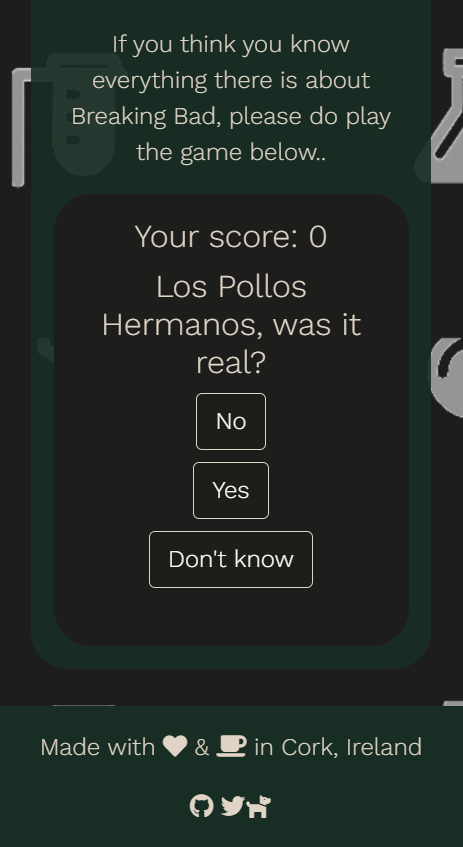 If you think you know
everything there is about
Breaking Bad, please do play
the game below..
Your score: 0
Los Pollos
Hermanos, was it
real?
No
Yes
Don't know
Made with & in Cork, Ireland